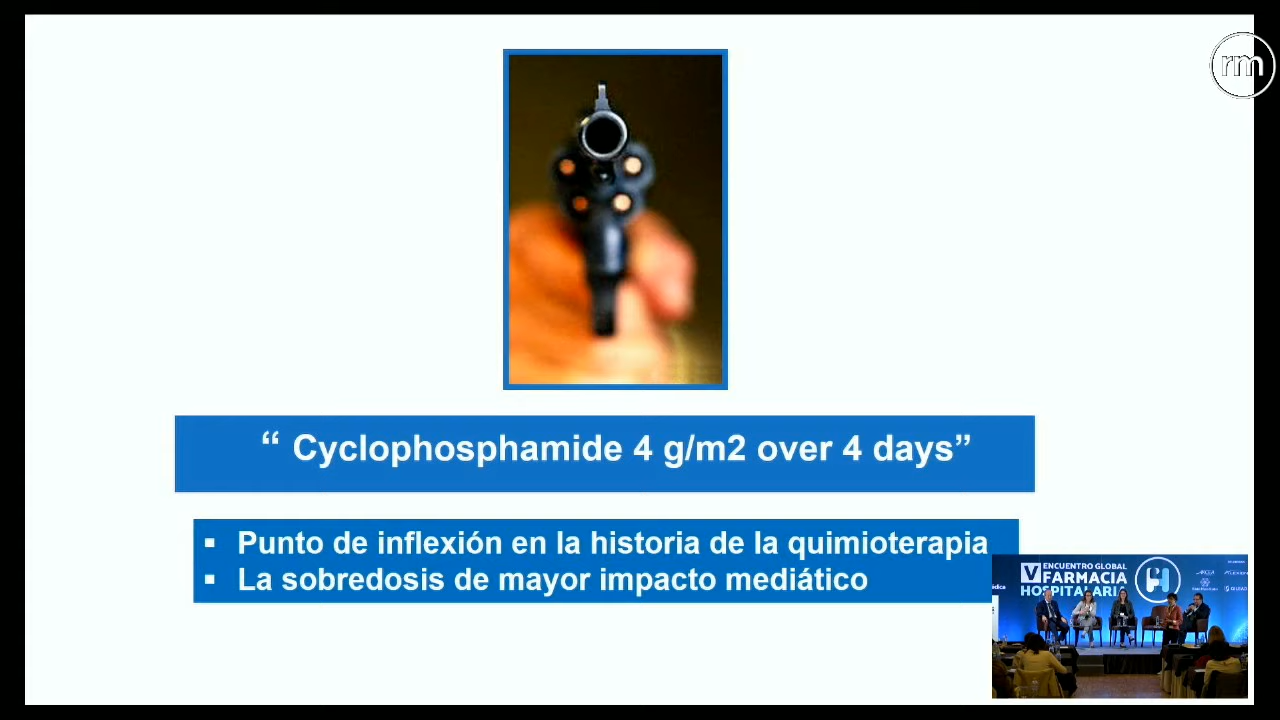 rm
“ Cyclophosphamide 4 g/m2 over 4 days”
▪ Punto de inflexión en la historia de la quimioterapia
▪ La sobredosis de mayor impacto mediático
V ENCUENTRO GLOBAL
FARMACIA
HOSPITALARIA